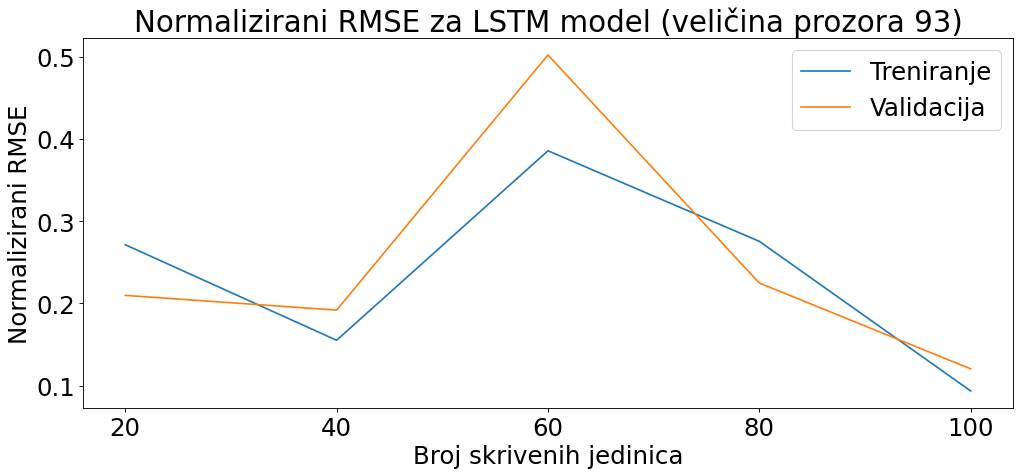 Normalizirani RMSE za LSTM model (veličina prozora 93)
Treniranje
Validacija
Normalizirani RMSE
0.5
0.4
0.3
0.2
0.1
20 40 60 80 100
Broj skrivenih jedinica